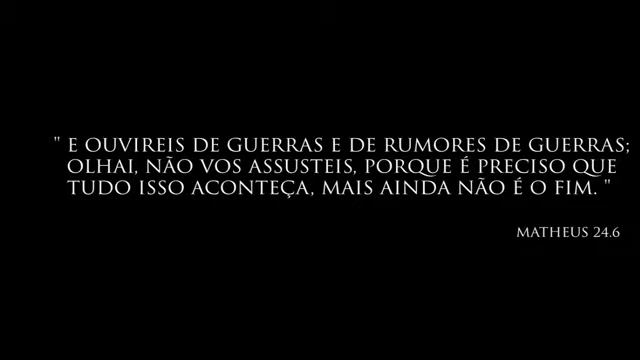 " E OUVIREIS DE GUERRAS E DE RUMORES DE GUERRAS;
OLHAI, NÃO VOS ASSUSTEIS, PORQUE É PRECISO QUE
TUDO ISSO ACONTEÇA, MAIS AINDA NÃO É O FIM. "
MATHEUS 24.6